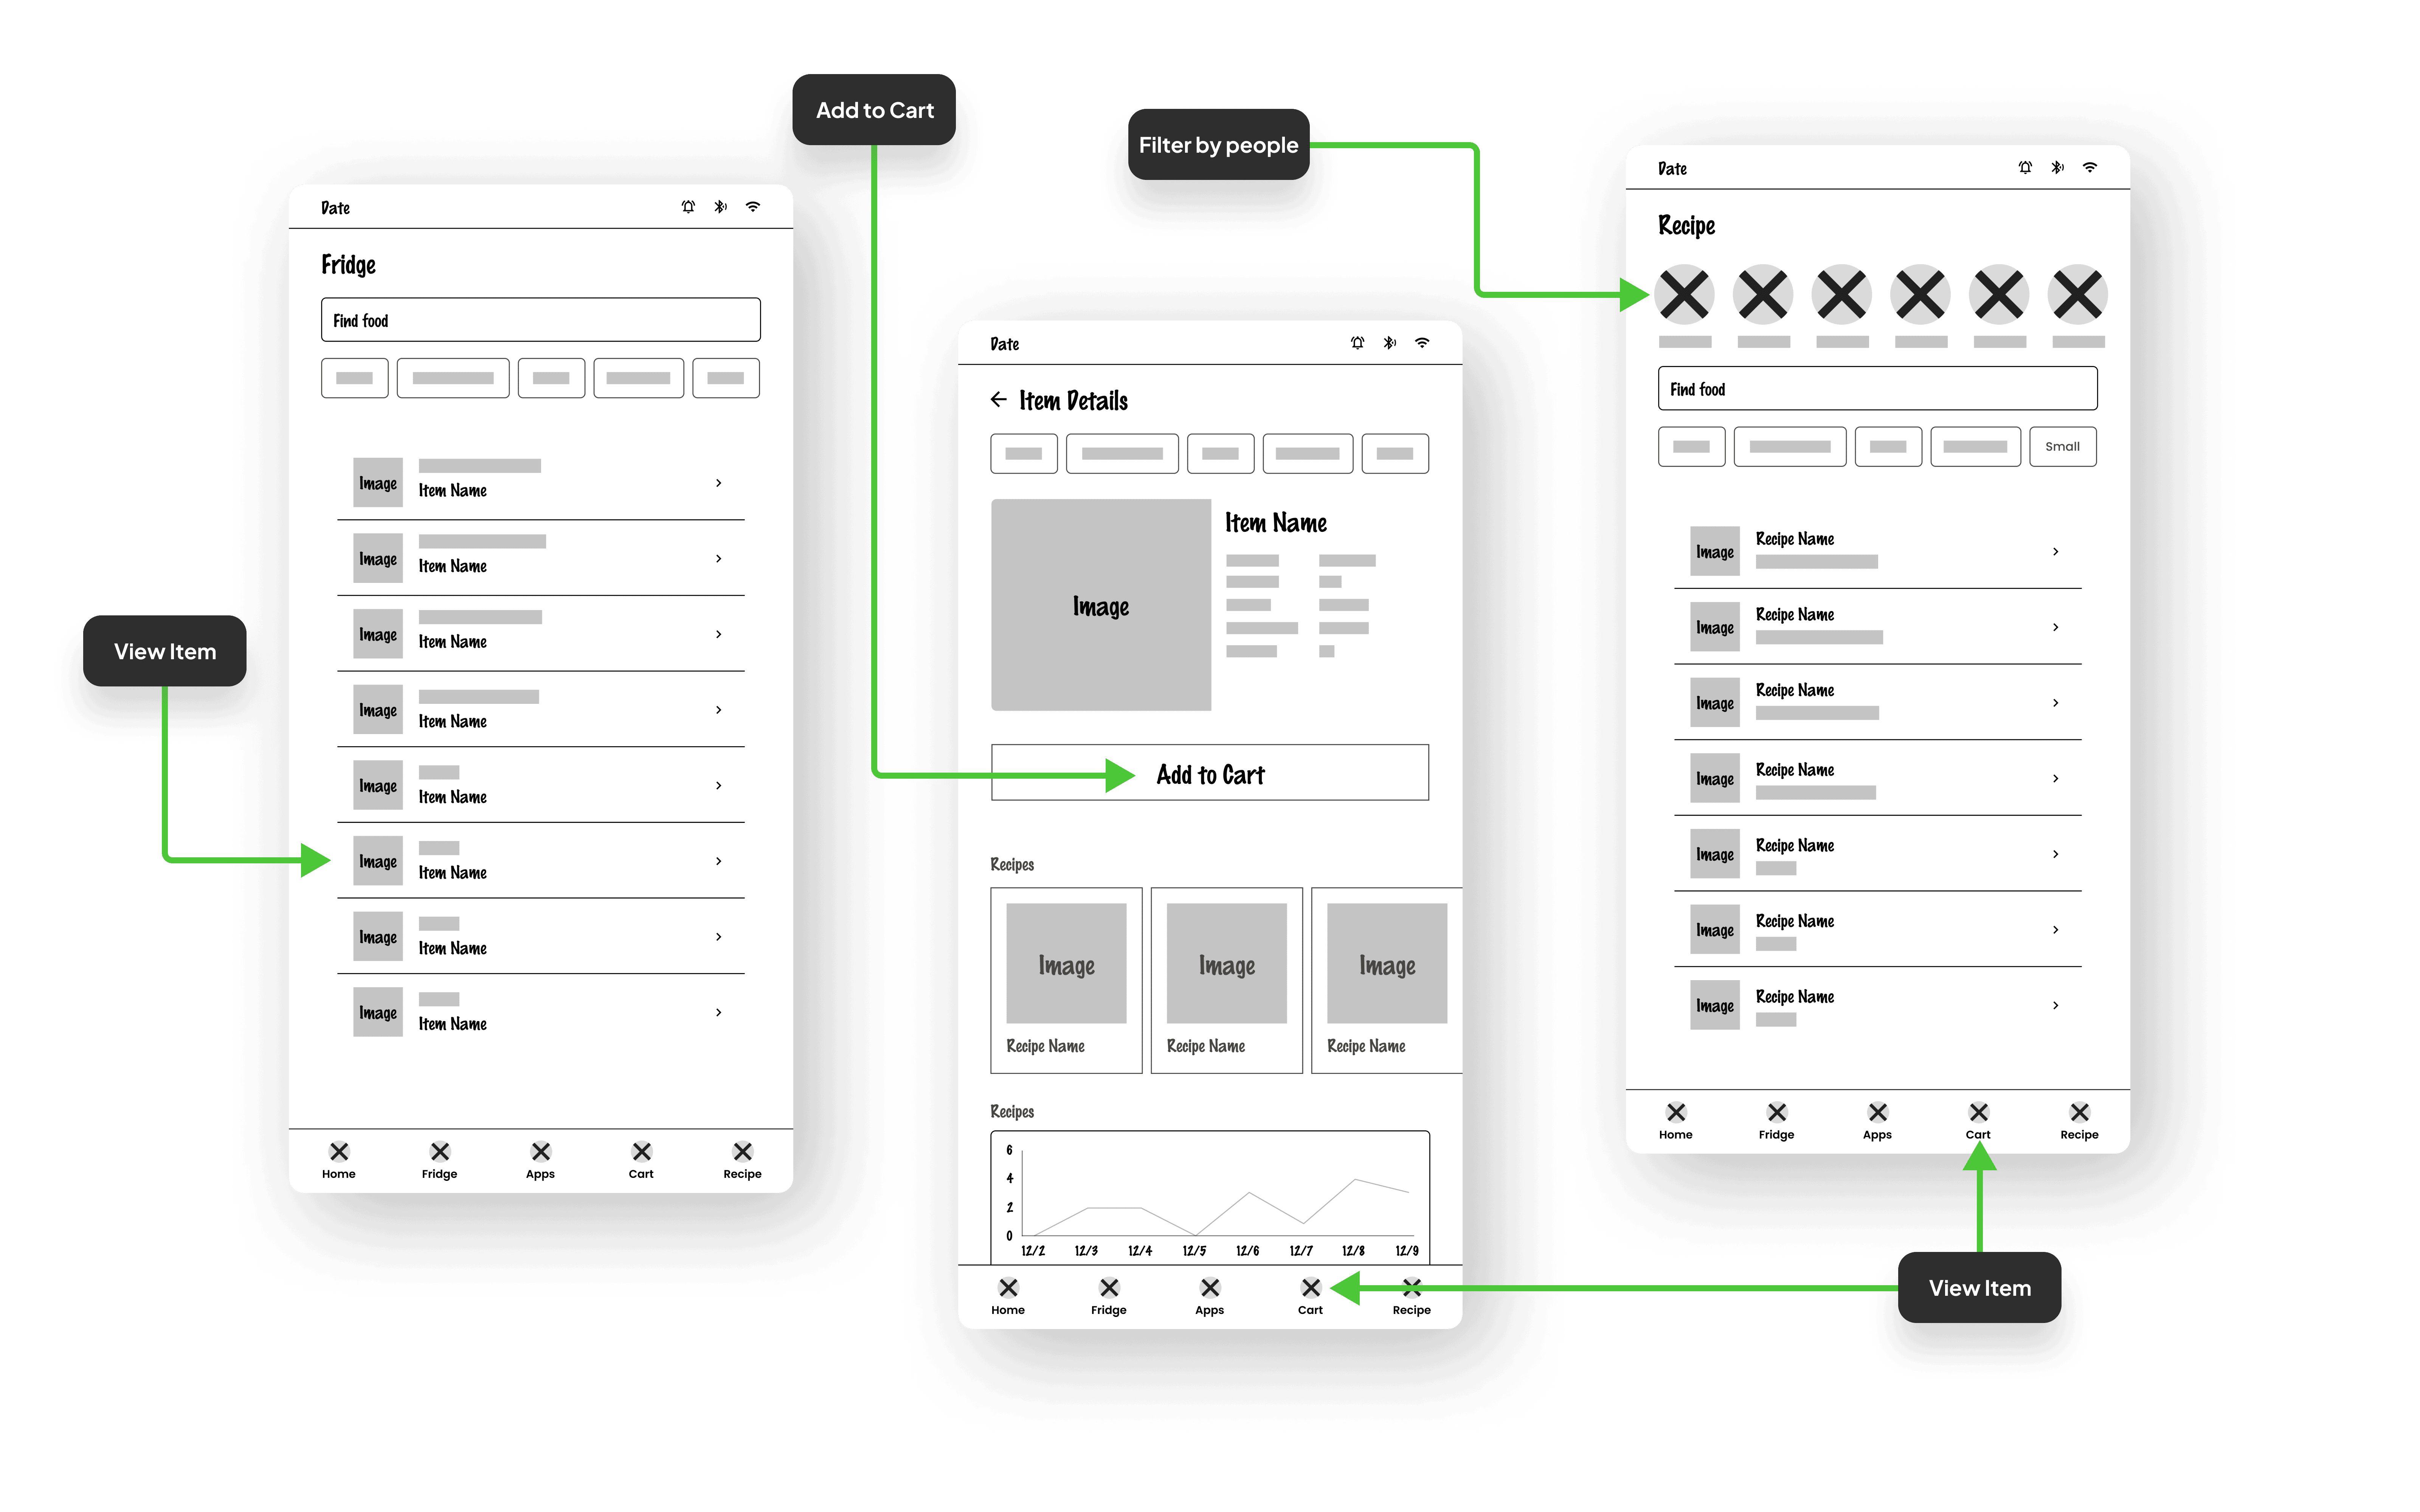 Add to Cart
Filter by people
View Item
Date
Fridge
Find food
Image
Item Name
Image
Item Name
Image
Item Name
Image
Item Name
Image
Item Name
Image
Item Name
Image
Item Name
Image
Item Name
Home Fridge Apps Cart Recipe
Date
Item Details
Image
Item Name
Add to Cart
Recipes
Image Image Image
Recipe Name Recipe Name Recipe Name
Recipes
6
4
2
0
12/2 12/3 12/4 12/5 12/6 12/7 12/8 12/9
Home Fridge Apps Cart Recipe
Date
Recipe
Find food
Small
Image
Recipe Name
Image
Recipe Name
Image
Recipe Name
Image
Recipe Name
Image
Recipe Name
Image
Recipe Name
Image
Recipe Name
Home Fridge Apps Cart Recipe
View Item